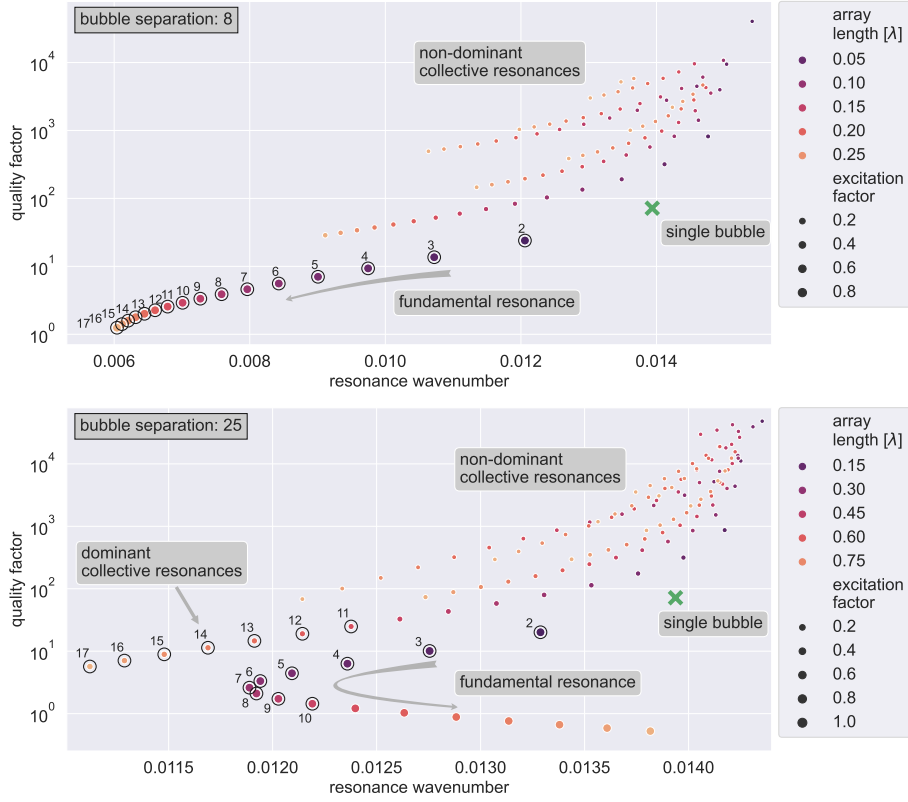 bubble separation: 8
non-dominant
collective resonances
single bubble
fundamental resonance
quality factor
10⁴
10³
10²
10¹
10⁰
17 16 15 14 13 12 11 10 9 8 7 6 5 4 3 2
0.006 0.008 0.010 0.012 0.014
resonance wavenumber
array
length [λ]
0.05
0.10
0.15
0.20
0.25
excitation
factor
0.2
0.4
0.6
0.8
bubble separation: 25
non-dominant
collective resonances
dominant
collective resonances
single bubble
fundamental resonance
quality factor
10⁴
10³
10²
10¹
10⁰
17 16 15 14 13 12 11
2
3
4
5
6
7
8
9
10
0.0115 0.0120 0.0125 0.0130 0.0135 0.0140
resonance wavenumber
array
length [λ]
0.15
0.30
0.45
0.60
0.75
excitation
factor
0.2
0.4
0.6
0.8
1.0